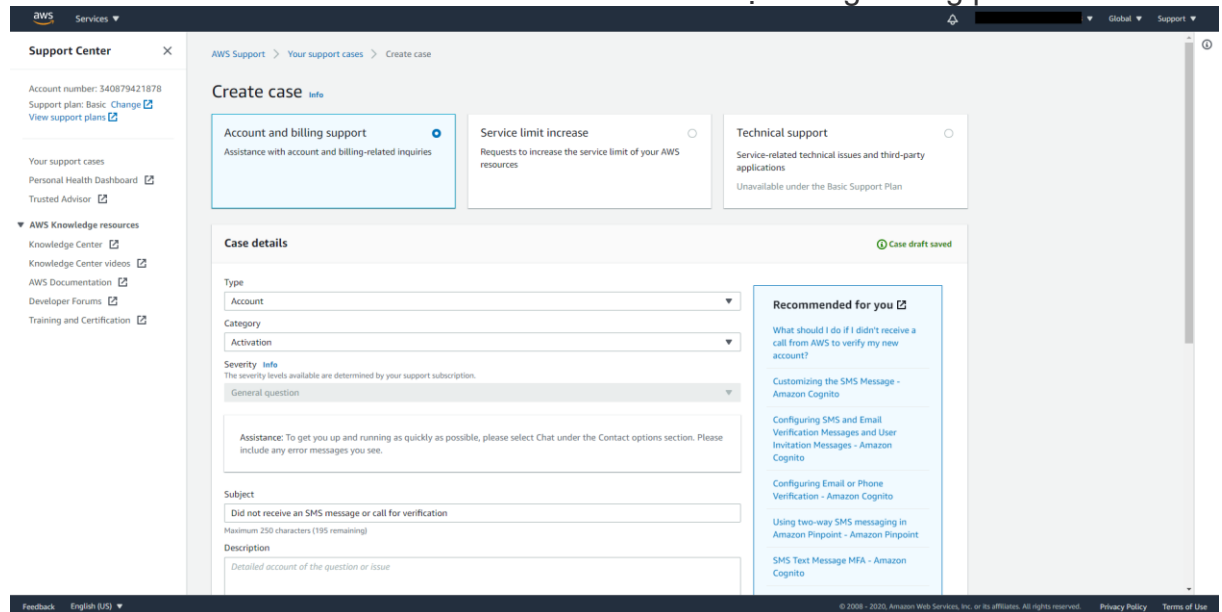 aws Services ▼ Global ▼ Support ▼
Support Center ×
Account number: 340879421878
Support plan: Basic Change
View support plans
Your support cases
Personal Health Dashboard
Trusted Advisor
▼ AWS Knowledge resources
Knowledge Center
Knowledge Center videos
AWS Documentation
Developer Forums
Training and Certification
AWS Support > Your support cases > Create case
Create case Info
Account and billing support
Assistance with account and billing-related inquiries
Service limit increase
Requests to increase the service limit of your AWS
resources
Technical support
Service-related technical issues and third-party
applications
Unavailable under the Basic Support Plan
Case details
Case draft saved
Type
Account
Category
Activation
Severity Info
The severity levels available are determined by your support subscription.
General question
Assistance: To get you up and running as quickly as possible, please select Chat under the Contact options section. Please
include any error messages you see.
Subject
Did not receive an SMS message or call for verification
Maximum 250 characters (195 remaining)
Description
Detailed account of the question or issue
Recommended for you
What should I do if I didn't receive a
call from AWS to verify my new
account?
Customizing the SMS Message -
Amazon Cognito
Configuring SMS and Email
Verification Messages and User
Invitation Messages - Amazon
Cognito
Configuring Email or Phone
Verification - Amazon Cognito
Using two-way SMS messaging in
Amazon Pinpoint - Amazon Pinpoint
SMS Text Message MFA - Amazon
Cognito
Feedback English (US) ▼ © 2008 - 2020, Amazon Web Services, Inc. or its affiliates. All rights reserved. Privacy Policy Terms of Use